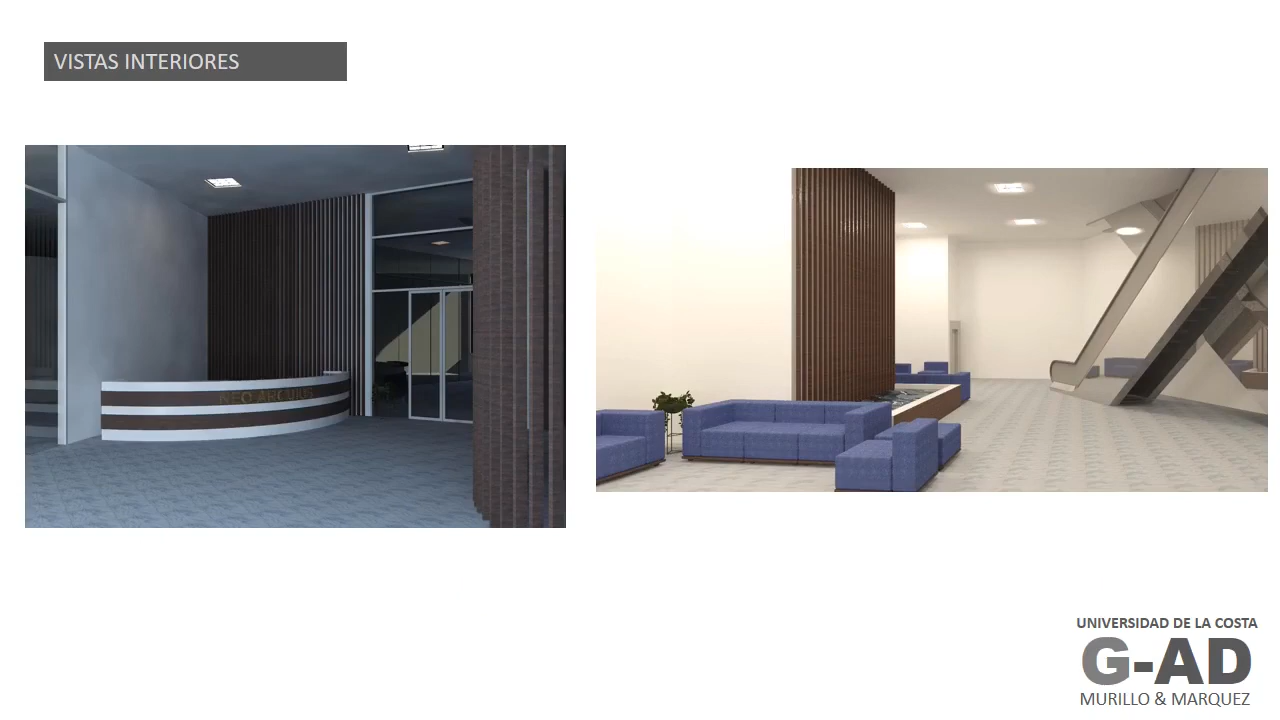 VISTAS INTERIORES
UNIVERSIDAD DE LA COSTA
G-AD
MURILLO & MARQUEZ